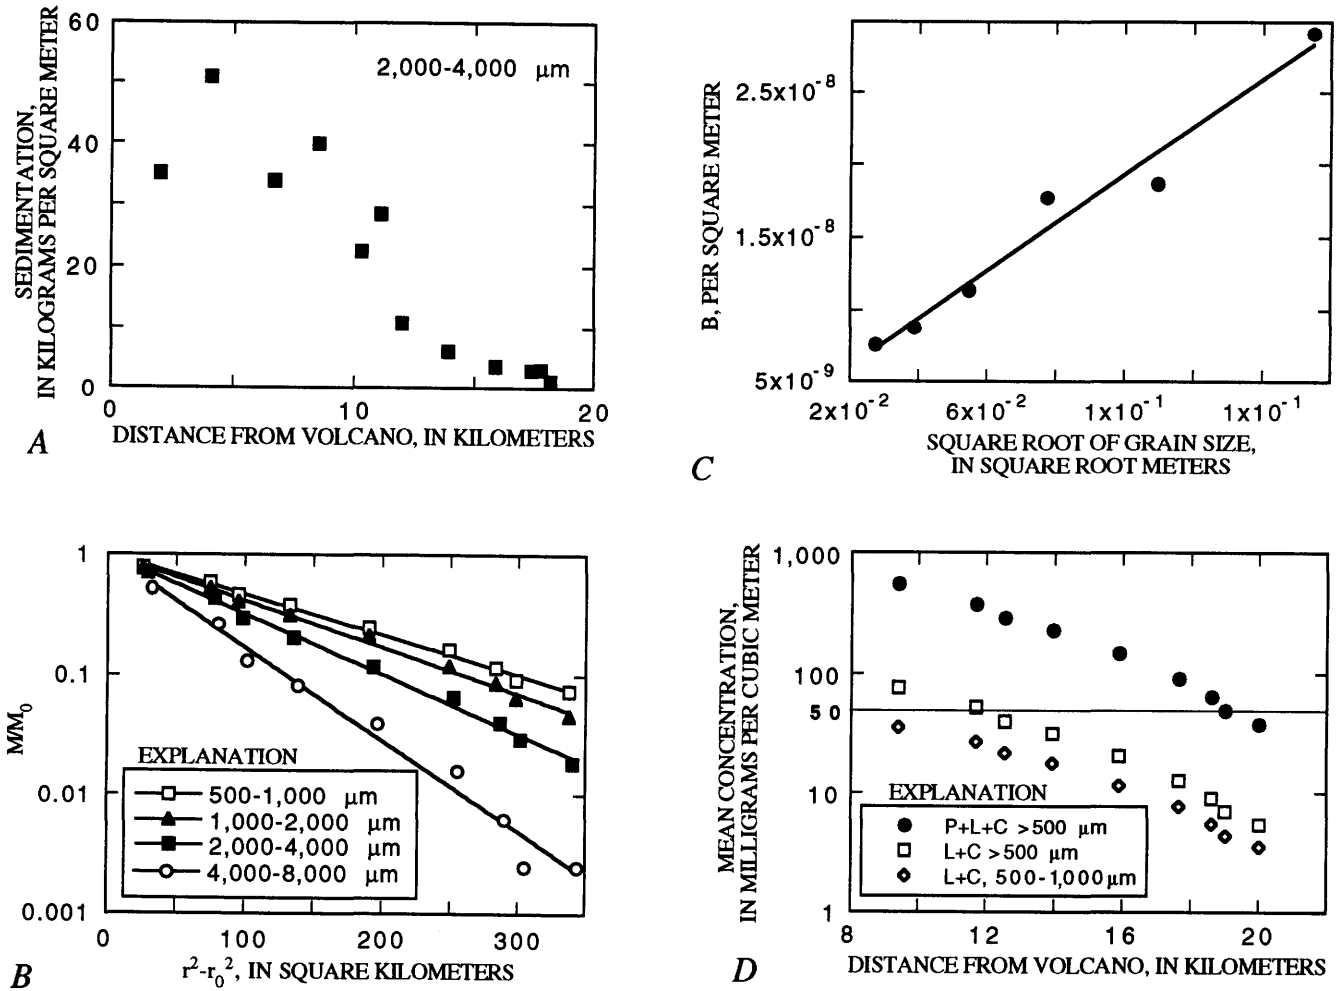 60
40
20
0
SEDIMENTATION,
IN KILOGRAMS PER SQUARE METER
2,000-4,000 µm
0 10 20
DISTANCE FROM VOLCANO, IN KILOMETERS
A
2.5x10-8
1.5x10-8
5x10-9
B, PER SQUARE METER
2x10-2 6x10-2 1x10-1 1x10-1
SQUARE ROOT OF GRAIN SIZE,
IN SQUARE ROOT METERS
C
1
0.1
0.01
0.001
M/M0
EXPLANATION
500-1,000 µm
1,000-2,000 µm
2,000-4,000 µm
4,000-8,000 µm
0 100 200 300
r2-r02, IN SQUARE KILOMETERS
B
1,000
100
50
10
1
MEAN CONCENTRATION,
IN MILLIGRAMS PER CUBIC METER
EXPLANATION
P+L+C >500 µm
L+C >500 µm
L+C, 500-1,000 µm
8 12 16 20
DISTANCE FROM VOLCANO, IN KILOMETERS
D